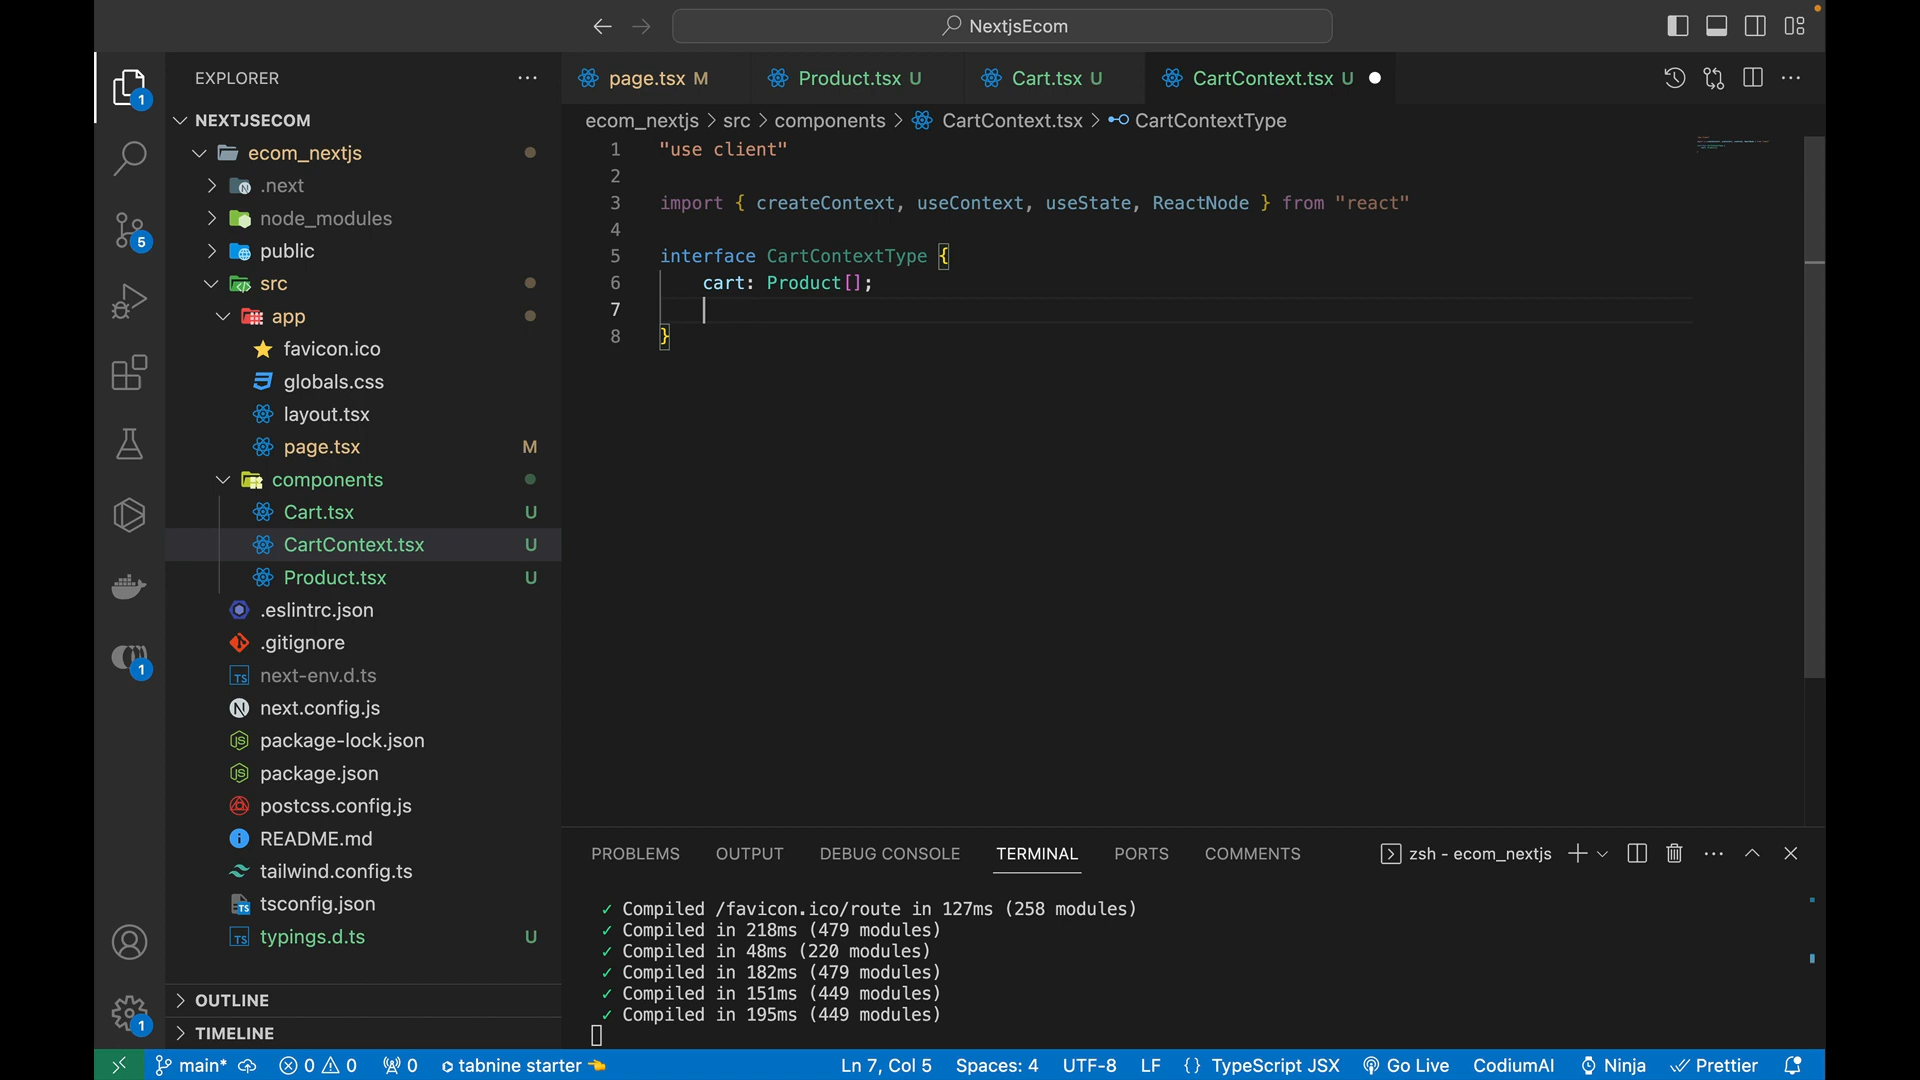 NextjsEcom
EXPLORER
NEXTJSECOM
ecom_nextjs
.next
node_modules
public
src
app
favicon.ico
globals.css
layout.tsx
page.tsx M
components
Cart.tsx U
CartContext.tsx U
Product.tsx U
.eslintrc.json
.gitignore
next-env.d.ts
next.config.js
package-lock.json
package.json
postcss.config.js
README.md
tailwind.config.ts
tsconfig.json
typings.d.ts U
OUTLINE
TIMELINE
1
5
1
1
page.tsx M Product.tsx U Cart.tsx U CartContext.tsx U
ecom_nextjs > src > components > CartContext.tsx > CartContextType
1 "use client"
2
3 import { createContext, useContext, useState, ReactNode } from "react"
4
5 interface CartContextType {
6 cart: Product[];
7
8 }
PROBLEMS OUTPUT DEBUG CONSOLE TERMINAL PORTS COMMENTS zsh - ecom_nextjs
✓ Compiled /favicon.ico/route in 127ms (258 modules)
✓ Compiled in 218ms (479 modules)
✓ Compiled in 48ms (220 modules)
✓ Compiled in 182ms (479 modules)
✓ Compiled in 151ms (449 modules)
✓ Compiled in 195ms (449 modules)
main* 0 0 0 tabnine starter Ln 7, Col 5 Spaces: 4 UTF-8 LF {} TypeScript JSX Go Live CodiumAI Ninja Prettier